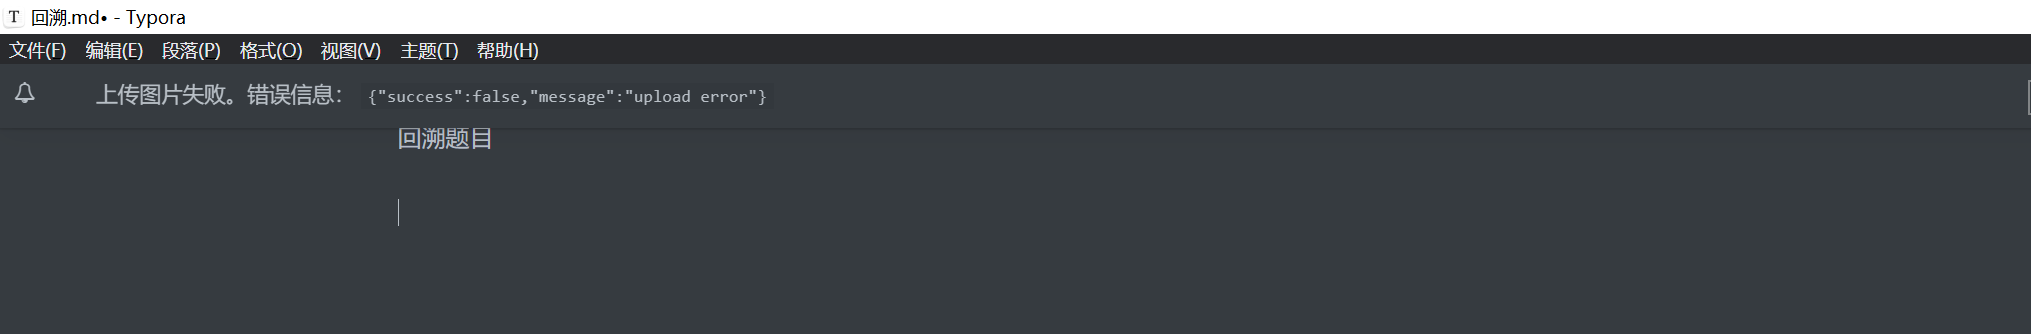 T 回溯.md• - Typora
文件(F) 编辑(E) 段落(P) 格式(O) 视图(V) 主题(T) 帮助(H)
上传图片失败。错误信息： {"success":false,"message":"upload error"}
回溯题目